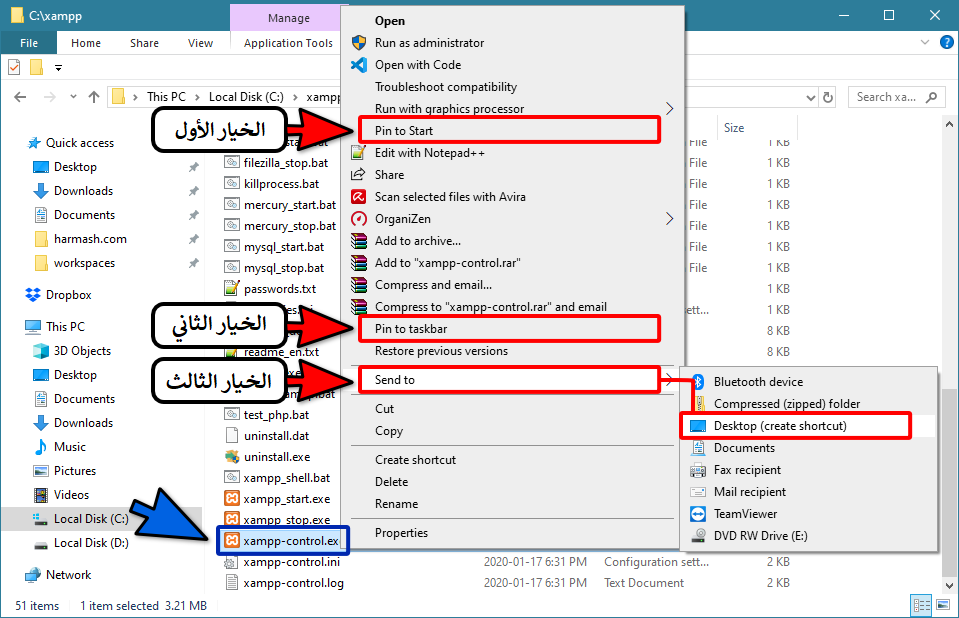 C:\xampp
Manage
File
Home
Share
View
Application Tools
This PC
Local Disk (C:)
xampp
Search xa...
Size
Quick access
Desktop
Downloads
Documents
harmash.com
workspaces
Dropbox
This PC
3D Objects
Desktop
Documents
Downloads
Music
Pictures
Videos
Local Disk (C:)
Local Disk (D:)
Network
filezilla_stop.bat
killprocess.bat
mercury_start.bat
mercury_stop.bat
mysql_start.bat
mysql_stop.bat
passwords.txt
readme_en.txt
test_php.bat
uninstall.dat
uninstall.exe
xampp_shell.bat
xampp_start.exe
xampp_stop.exe
xampp-control.ex
xampp-control.ini
xampp-control.log
الخيار الأول
الخيار الثاني
الخيار الثالث
Open
Run as administrator
Open with Code
Troubleshoot compatibility
Run with graphics processor
Pin to Start
Edit with Notepad++
Share
Scan selected files with Avira
OrganiZen
Add to archive...
Add to "xampp-control.rar"
Compress and email...
Compress to "xampp-control.rar" and email
Pin to taskbar
Restore previous versions
Send to
Cut
Copy
Create shortcut
Delete
Rename
Properties
Bluetooth device
Compressed (zipped) folder
Desktop (create shortcut)
Documents
Fax recipient
Mail recipient
TeamViewer
DVD RW Drive (E:)
File 1 KB
File 1 KB
File 1 KB
File 1 KB
File 1 KB
File 1 KB
File 1 KB
1 KB
ett... 2 KB
8 KB
8 KB
2020-01-17 6:31 PM Configuration sett... 2 KB
2020-01-17 6:31 PM Text Document 2 KB
51 items
1 item selected 3.21 MB